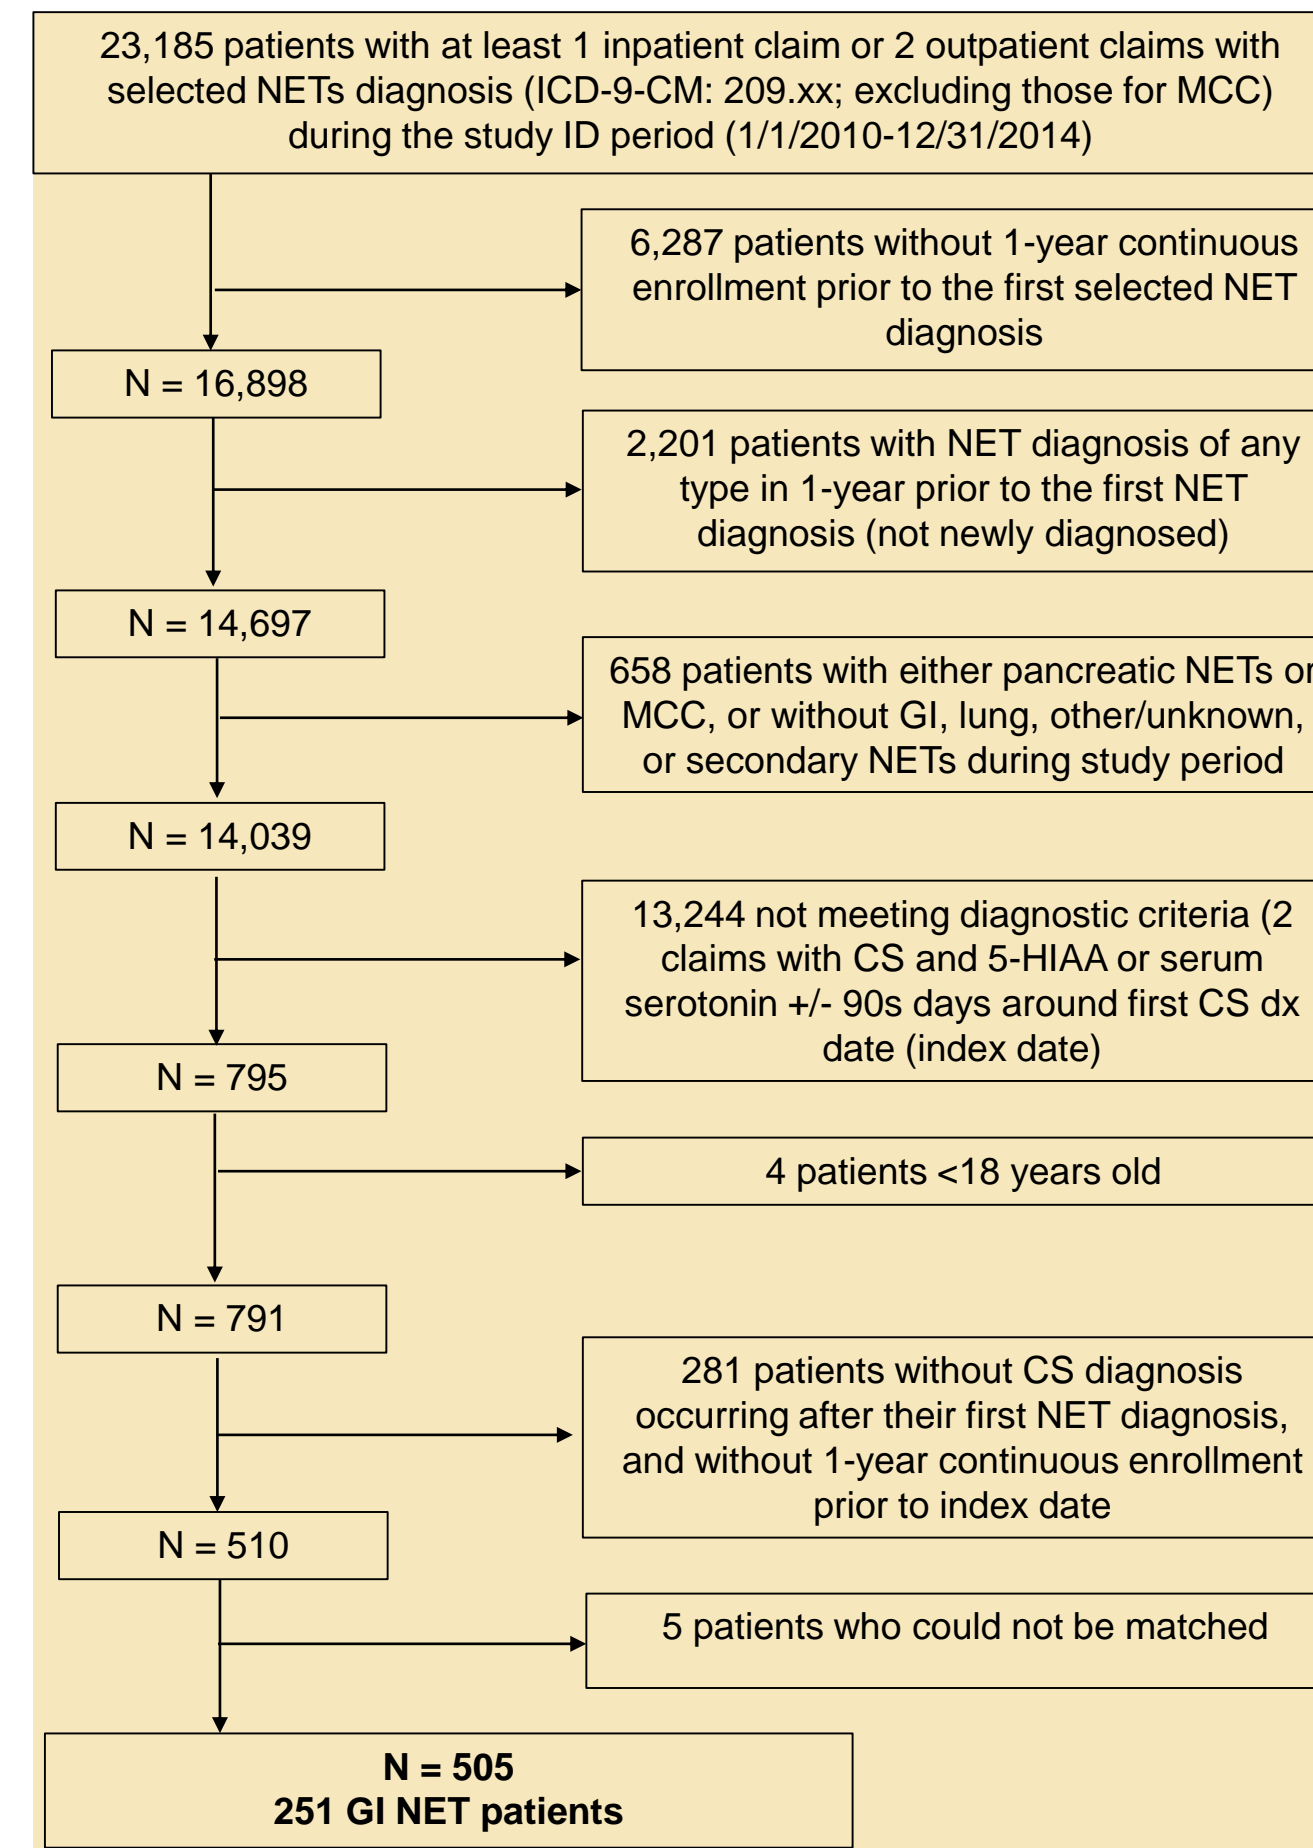 23,185 patients with at least 1 inpatient claim or 2 outpatient claims with
selected NETs diagnosis (ICD-9-CM: 209.xx; excluding those for MCC)
during the study ID period (1/1/2010-12/31/2014)
6,287 patients without 1-year continuous
enrollment prior to the first selected NET
diagnosis
N = 16,898
2,201 patients with NET diagnosis of any
type in 1-year prior to the first NET
diagnosis (not newly diagnosed)
N = 14,697
658 patients with either pancreatic NETs or
MCC, or without GI, lung, other/unknown,
or secondary NETs during study period
N = 14,039
13,244 not meeting diagnostic criteria (2
claims with CS and 5-HIAA or serum
serotonin +/- 90s days around first CS dx
date (index date)
N = 795
4 patients <18 years old
N = 791
281 patients without CS diagnosis
occurring after their first NET diagnosis,
and without 1-year continuous enrollment
prior to index date
N = 510
5 patients who could not be matched
N = 505
251 GI NET patients